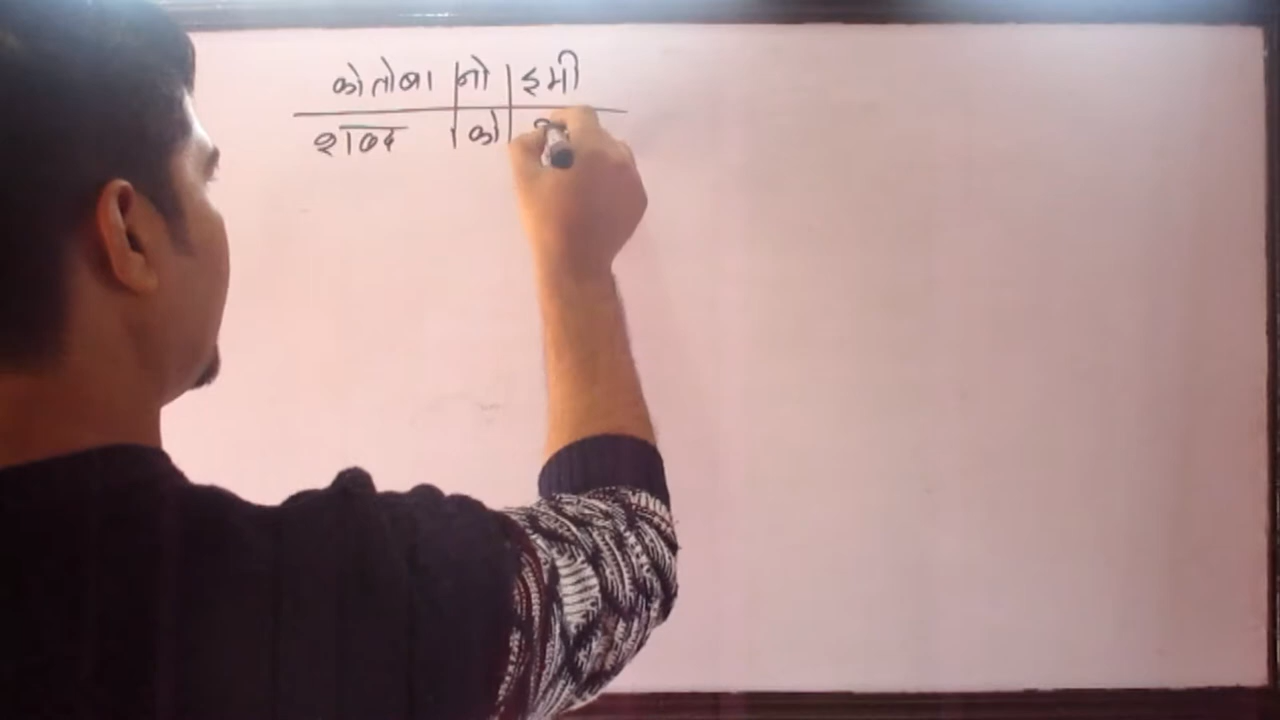 कोतोबा | नो | इमी
शब्द | को |